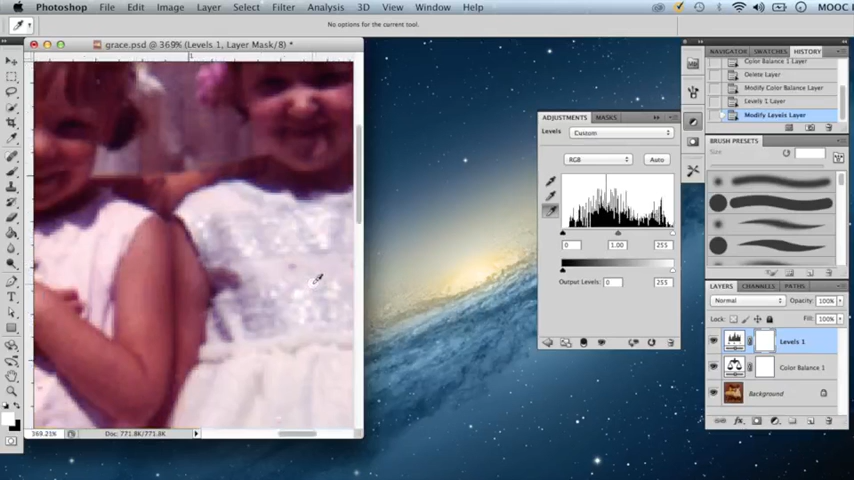 Photoshop File Edit Image Layer Select Filter Analysis 3D View Window Help MOOC
No options for the current tool.
grace.psd @ 369% (Levels 1, Layer Mask/8) *
1
369.21% Doc: 771.8K/771.8K
ADJUSTMENTS MASKS
Levels Custom
RGB Auto
0 1.00 255
Output Levels: 0 255
NAVIGATOR SWATCHES HISTORY
Color Balance 1 Layer
Delete Layer
Modify Color Balance Layer
Levels 1 Layer
Modify Levels Layer
BRUSH PRESETS
Size
LAYERS CHANNELS PATHS
Normal Opacity: 100%
Lock: Fill: 100%
Levels 1
Color Balance 1
Background